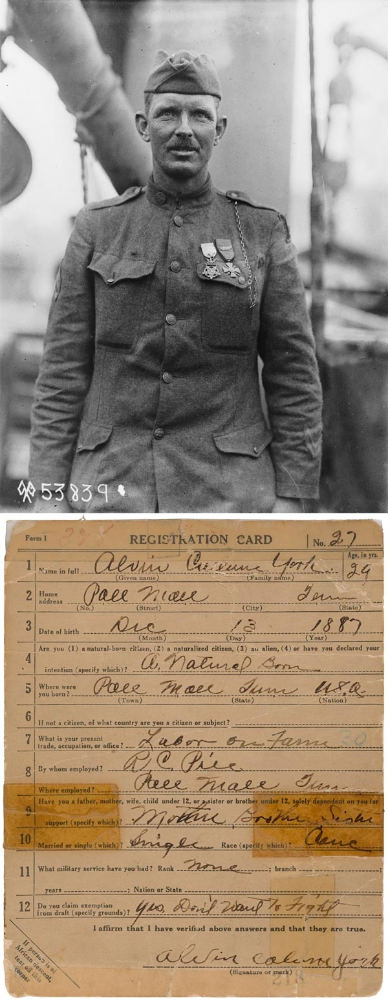 53839
Form 1 378 REGISTRATION CARD No. 27
1 Name in full Alvin Cullium York. Age, in yrs. 29
(Given name) (Family name)
2 Home address Pall Mall Tenn
(No.) (Street) (City) (State)
3 Date of birth Dec 13 1887
(Month) (Day) (Year)
Are you (1) a natural-born citizen, (2) a naturalized citizen, (3) an alien, (4) or have you declared your
4 intention (specify which)? A. Natural Born
5 Where were you born? Pall Mall Tenn U.S.A.
(Town) (State) (Nation)
6 If not a citizen, of what country are you a citizen or subject?
7 What is your present trade, occupation, or office? Labor on Farm 30
8 By whom employed? R. C. Pile
Where employed? Pall Mall Tenn
Have you a father, mother, wife, child under 12, or a sister or brother under 12, solely dependent on you for
9 support (specify which)? Mother, Brother Sister
10 Married or single (which)? Single Race (specify which)?
11 What military service have you had? Rank none ; branch ;
years ; Nation or State
12 Do you claim exemption from draft (specify grounds)? Yes. Don't Want To Fight
I affirm that I have verified above answers and that they are true.
Alvin Cullum York
(Signature or mark)
218
If person is of
African descent,
tear off this
corner